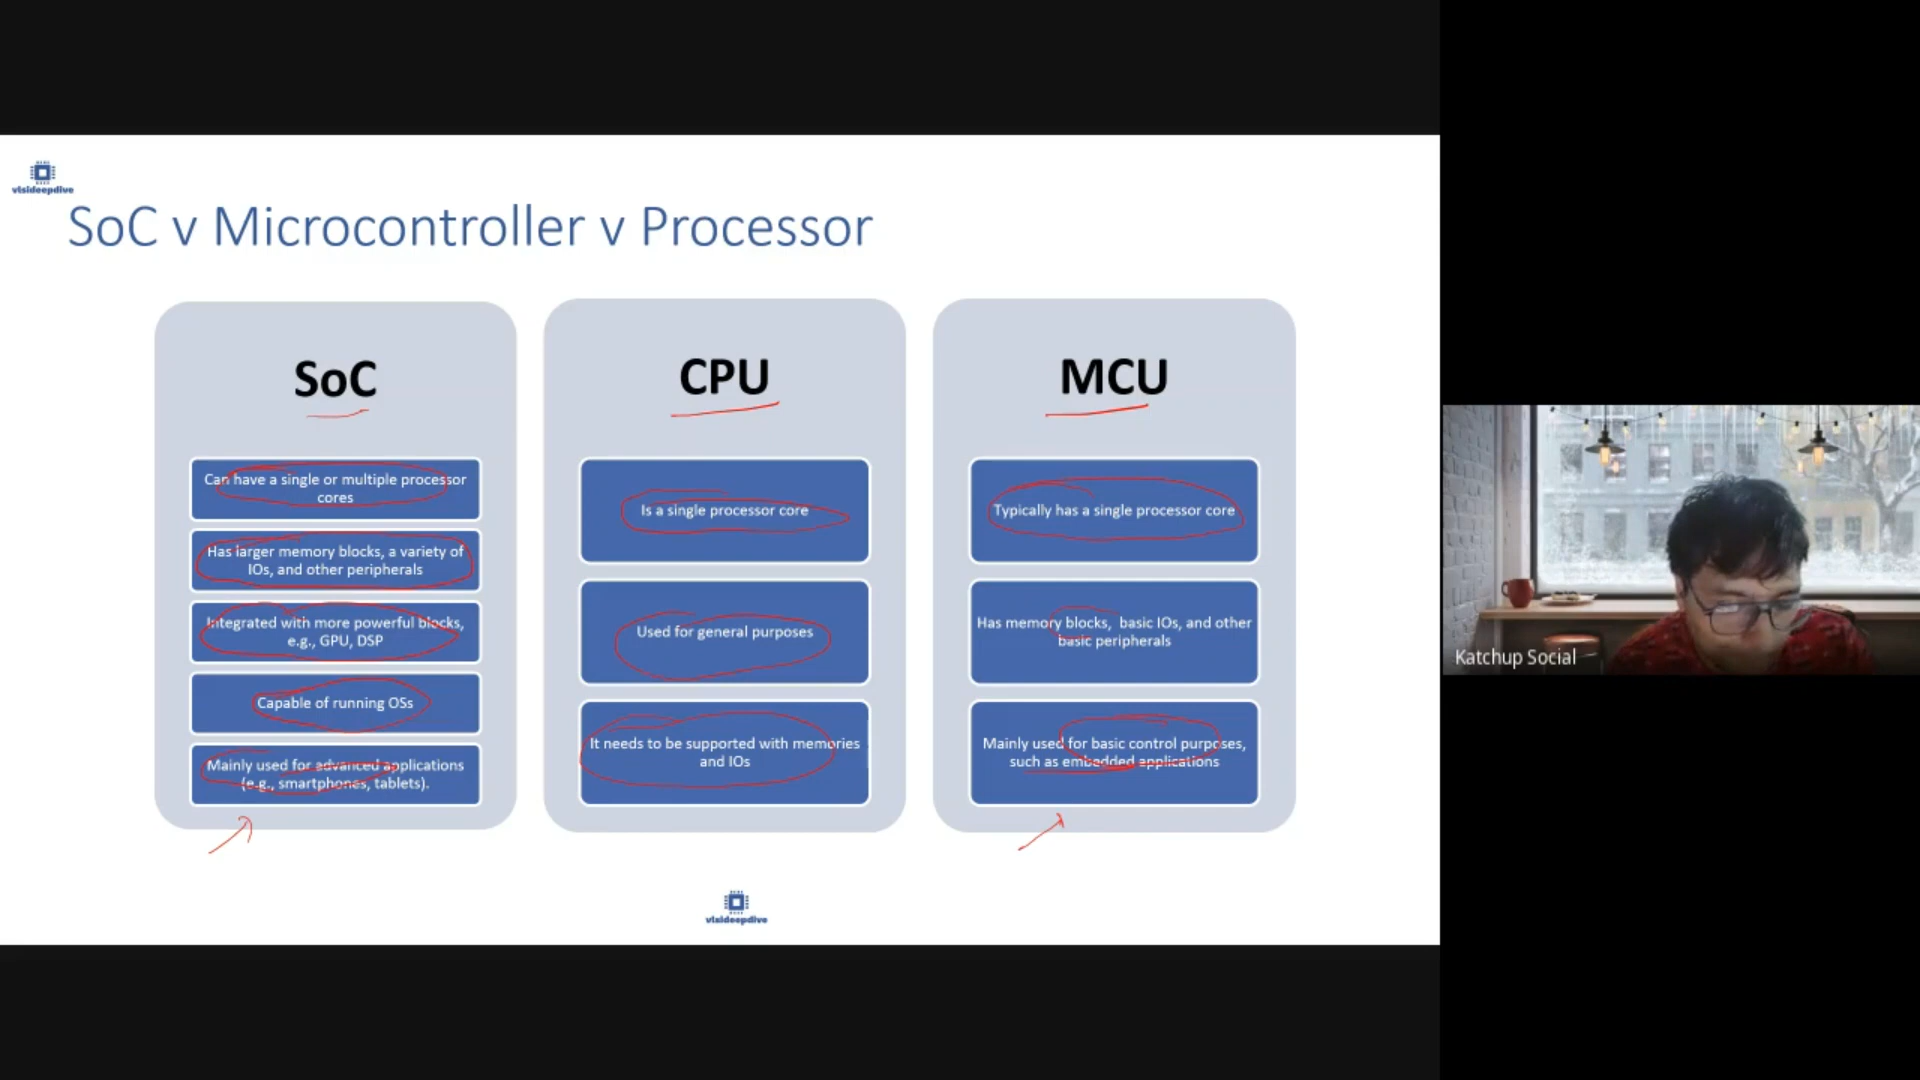 vlsideepdive
SoC v Microcontroller v Processor
SoC
Can have a single or multiple processor
cores
Has larger memory blocks, a variety of
IOs, and other peripherals
Integrated with more powerful blocks,
e.g., GPU, DSP
Capable of running OSs
Mainly used for advanced applications
(e.g., smartphones, tablets).
CPU
Is a single processor core
Used for general purposes
It needs to be supported with memories
and IOs
MCU
Typically has a single processor core
Has memory blocks, basic IOs, and other
basic peripherals
Mainly used for basic control purposes,
such as embedded applications
vlsideepdive
Katchup Social